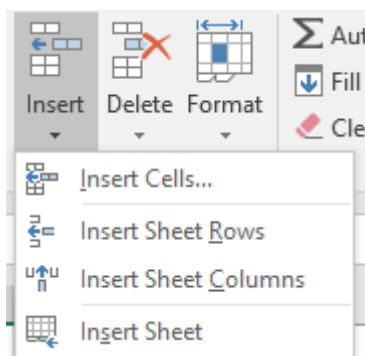 Aut
Insert Delete Format
Fill
Cle
Insert Cells...
Insert Sheet Rows
Insert Sheet Columns
Insert Sheet